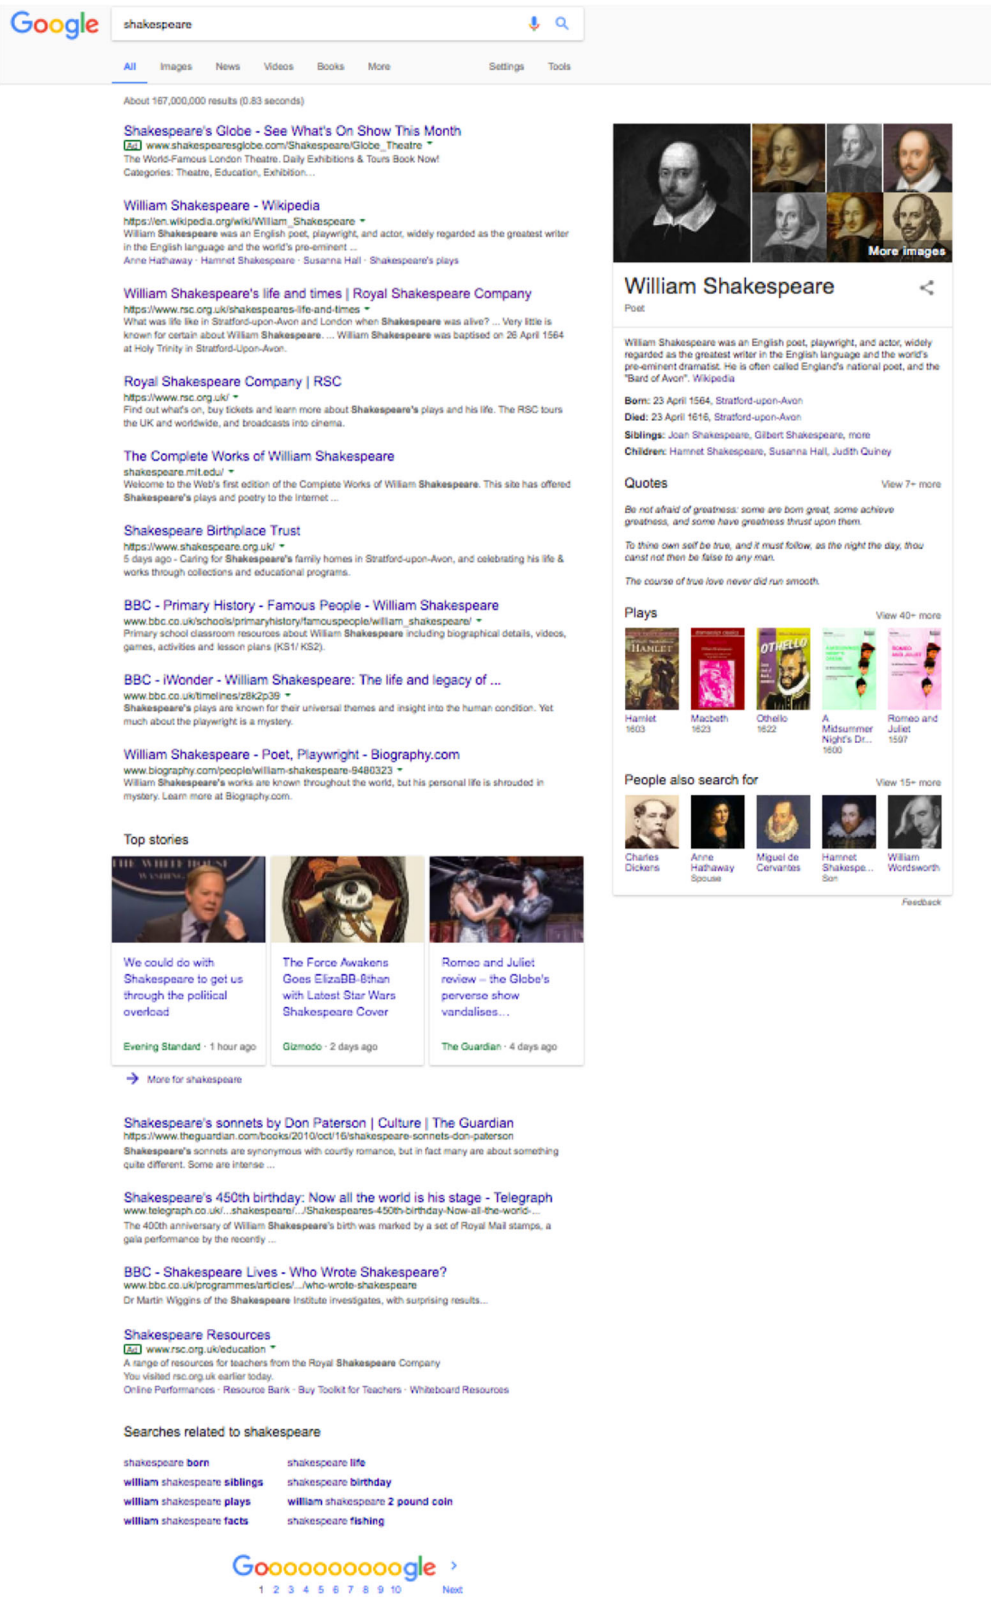 Google
shakespeare
All Images News Videos Books More Settings Tools
About 167,000,000 results (0.83 seconds)
Shakespeare's Globe - See What's On Show This Month
Ad www.shakespearesglobe.com/Shakespeare/Globe_Theatre
The World-Famous London Theatre. Daily Exhibitions & Tours Book Now!
Categories: Theatre, Education, Exhibition...
William Shakespeare - Wikipedia
https://en.wikipedia.org/wiki/William_Shakespeare
William Shakespeare was an English poet, playwright, and actor, widely regarded as the greatest writer
in the English language and the world's pre-eminent ...
Anne Hathaway · Hamnet Shakespeare · Susanna Hall · Shakespeare's plays
William Shakespeare's life and times | Royal Shakespeare Company
https://www.rsc.org.uk/shakespeares-life-and-times
What was life like in Stratford-upon-Avon and London when Shakespeare was alive? ... Very little is
known for certain about William Shakespeare. ... William Shakespeare was baptised on 26 April 1564
at Holy Trinity in Stratford-Upon-Avon.
Royal Shakespeare Company | RSC
https://www.rsc.org.uk/
Find out what's on, buy tickets and learn more about Shakespeare's plays and his life. The RSC tours
the UK and worldwide, and broadcasts into cinema.
The Complete Works of William Shakespeare
shakespeare.mit.edu/
Welcome to the Web's first edition of the Complete Works of William Shakespeare. This site has offered
Shakespeare's plays and poetry to the Internet ...
Shakespeare Birthplace Trust
https://www.shakespeare.org.uk/
5 days ago - Caring for Shakespeare's family homes in Stratford-upon-Avon, and celebrating his life &
works through collections and educational programs.
BBC - Primary History - Famous People - William Shakespeare
www.bbc.co.uk/schools/primaryhistory/famouspeople/william_shakespeare/
Primary school classroom resources about William Shakespeare including biographical details, videos,
games, activities and lesson plans (KS1/ KS2).
BBC - iWonder - William Shakespeare: The life and legacy of ...
www.bbc.co.uk/timelines/z8k2p39
Shakespeare's plays are known for their universal themes and insight into the human condition. Yet
much about the playwright is a mystery.
William Shakespeare - Poet, Playwright - Biography.com
www.biography.com/people/william-shakespeare-9480323
William Shakespeare's works are known throughout the world, but his personal life is shrouded in
mystery. Learn more at Biography.com.
Top stories
THE WHITE HOUSE
We could do with
Shakespeare to get us
through the political
overload
Evening Standard · 1 hour ago
The Force Awakens
Goes ElizaBB-8than
with Latest Star Wars
Shakespeare Cover
Gizmodo · 2 days ago
Romeo and Juliet
review – the Globe's
perverse show
vandalises...
The Guardian · 4 days ago
More for shakespeare
Shakespeare's sonnets by Don Paterson | Culture | The Guardian
https://www.theguardian.com/books/2010/oct/16/shakespeare-sonnets-don-paterson
Shakespeare's sonnets are synonymous with courtly romance, but in fact many are about something
quite different. Some are intense ...
Shakespeare's 450th birthday: Now all the world is his stage - Telegraph
www.telegraph.co.uk/...shakespeare/.../Shakespeares-450th-birthday-Now-all-the-world-...
The 400th anniversary of William Shakespeare's birth was marked by a set of Royal Mail stamps, a
gala performance by the recently ...
BBC - Shakespeare Lives - Who Wrote Shakespeare?
www.bbc.co.uk/programmes/articles/.../who-wrote-shakespeare
Dr Martin Wiggins of the Shakespeare Institute investigates, with surprising results...
Shakespeare Resources
Ad www.rsc.org.uk/education
A range of resources for teachers from the Royal Shakespeare Company
You visited rsc.org.uk earlier today.
Online Performances · Resource Bank · Buy Toolkit for Teachers · Whiteboard Resources
Searches related to shakespeare
shakespeare born
william shakespeare siblings
william shakespeare plays
william shakespeare facts
shakespeare life
shakespeare birthday
william shakespeare 2 pound coin
shakespeare fishing
Goooooooooogle
1 2 3 4 5 6 7 8 9 10 Next
More images
William Shakespeare
Poet
William Shakespeare was an English poet, playwright, and actor, widely
regarded as the greatest writer in the English language and the world's
pre-eminent dramatist. He is often called England's national poet, and the
"Bard of Avon". Wikipedia
Born: 23 April 1564, Stratford-upon-Avon
Died: 23 April 1616, Stratford-upon-Avon
Siblings: Joan Shakespeare, Gilbert Shakespeare, more
Children: Hamnet Shakespeare, Susanna Hall, Judith Quiney
Quotes View 7+ more
Be not afraid of greatness: some are born great, some achieve
greatness, and some have greatness thrust upon them.
To thine own self be true, and it must follow, as the night the day, thou
canst not then be false to any man.
The course of true love never did run smooth.
Plays View 40+ more
HAMLET
OTHELLO
ROMEO
AND JULIET
Hamlet
1603
Macbeth
1623
Othello
1622
A
Midsummer
Night's Dr...
1600
Romeo and
Juliet
1597
People also search for View 15+ more
Charles
Dickens
Anne
Hathaway
Spouse
Miguel de
Cervantes
Hamnet
Shakespe...
Son
William
Wordsworth
Feedback